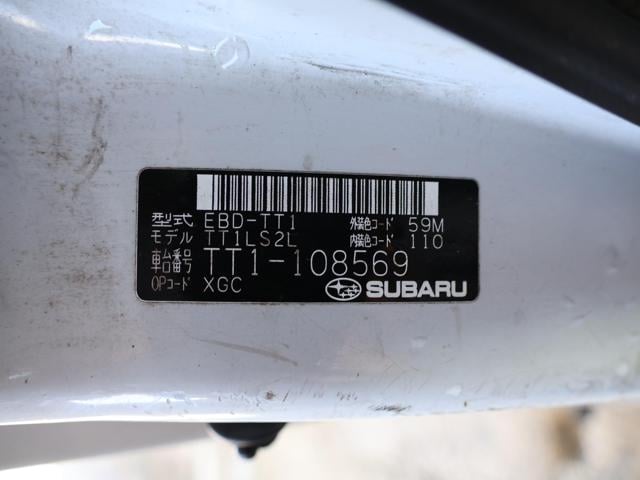 型式 EBD-TT1 外装色コード 59M
モデル TT1LS2L 内装色コード 110
車台番号 TT1-108569
OPコード XGC SUBARU